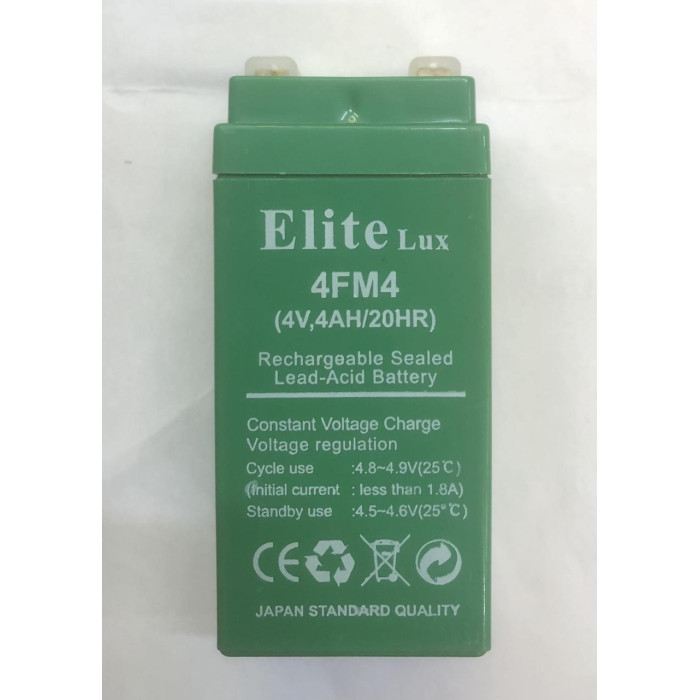 Elite Lux
4FM4
(4V,4AH/20HR)
Rechargeable Sealed
Lead-Acid Battery
Constant Voltage Charge
Voltage regulation
Cycle use :4.8~4.9V(25℃)
(Initial current : less than 1.8A)
Standby use :4.5~4.6V(25°℃)
CE
JAPAN STANDARD QUALITY